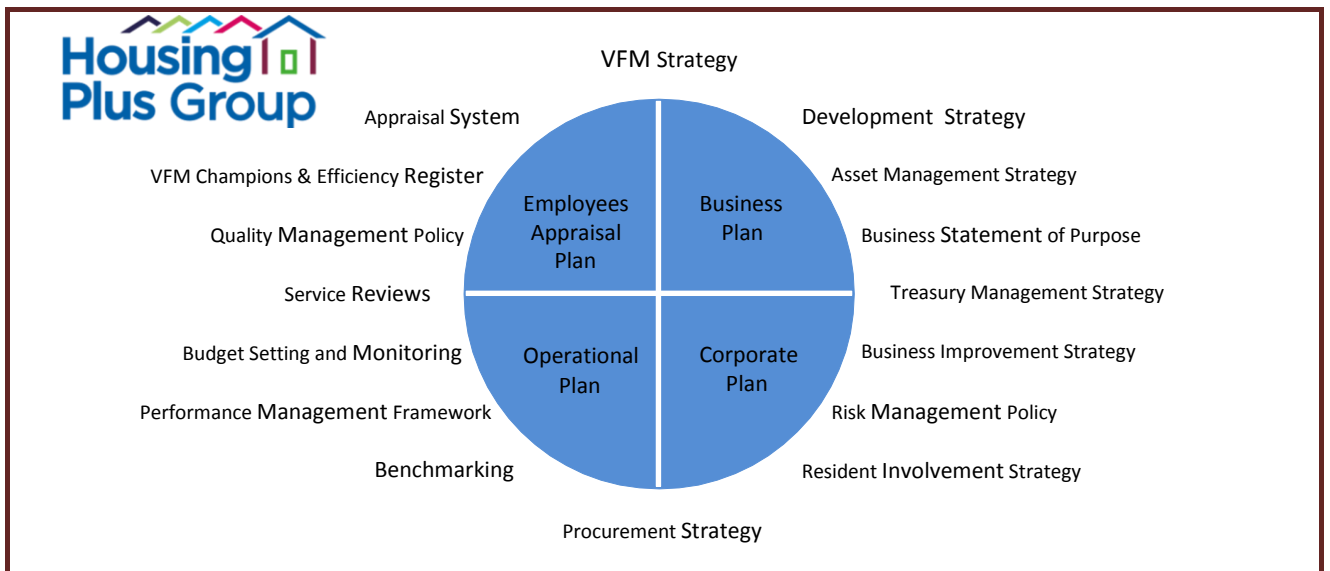 Housing
Plus Group
VFM Strategy
Appraisal System
Development Strategy
VFM Champions & Efficiency Register
Asset Management Strategy
Employees
Appraisal
Plan
Business
Plan
Quality Management Policy
Business Statement of Purpose
Service Reviews
Treasury Management Strategy
Budget Setting and Monitoring
Operational
Plan
Corporate
Plan
Business Improvement Strategy
Performance Management Framework
Risk Management Policy
Benchmarking
Resident Involvement Strategy
Procurement Strategy